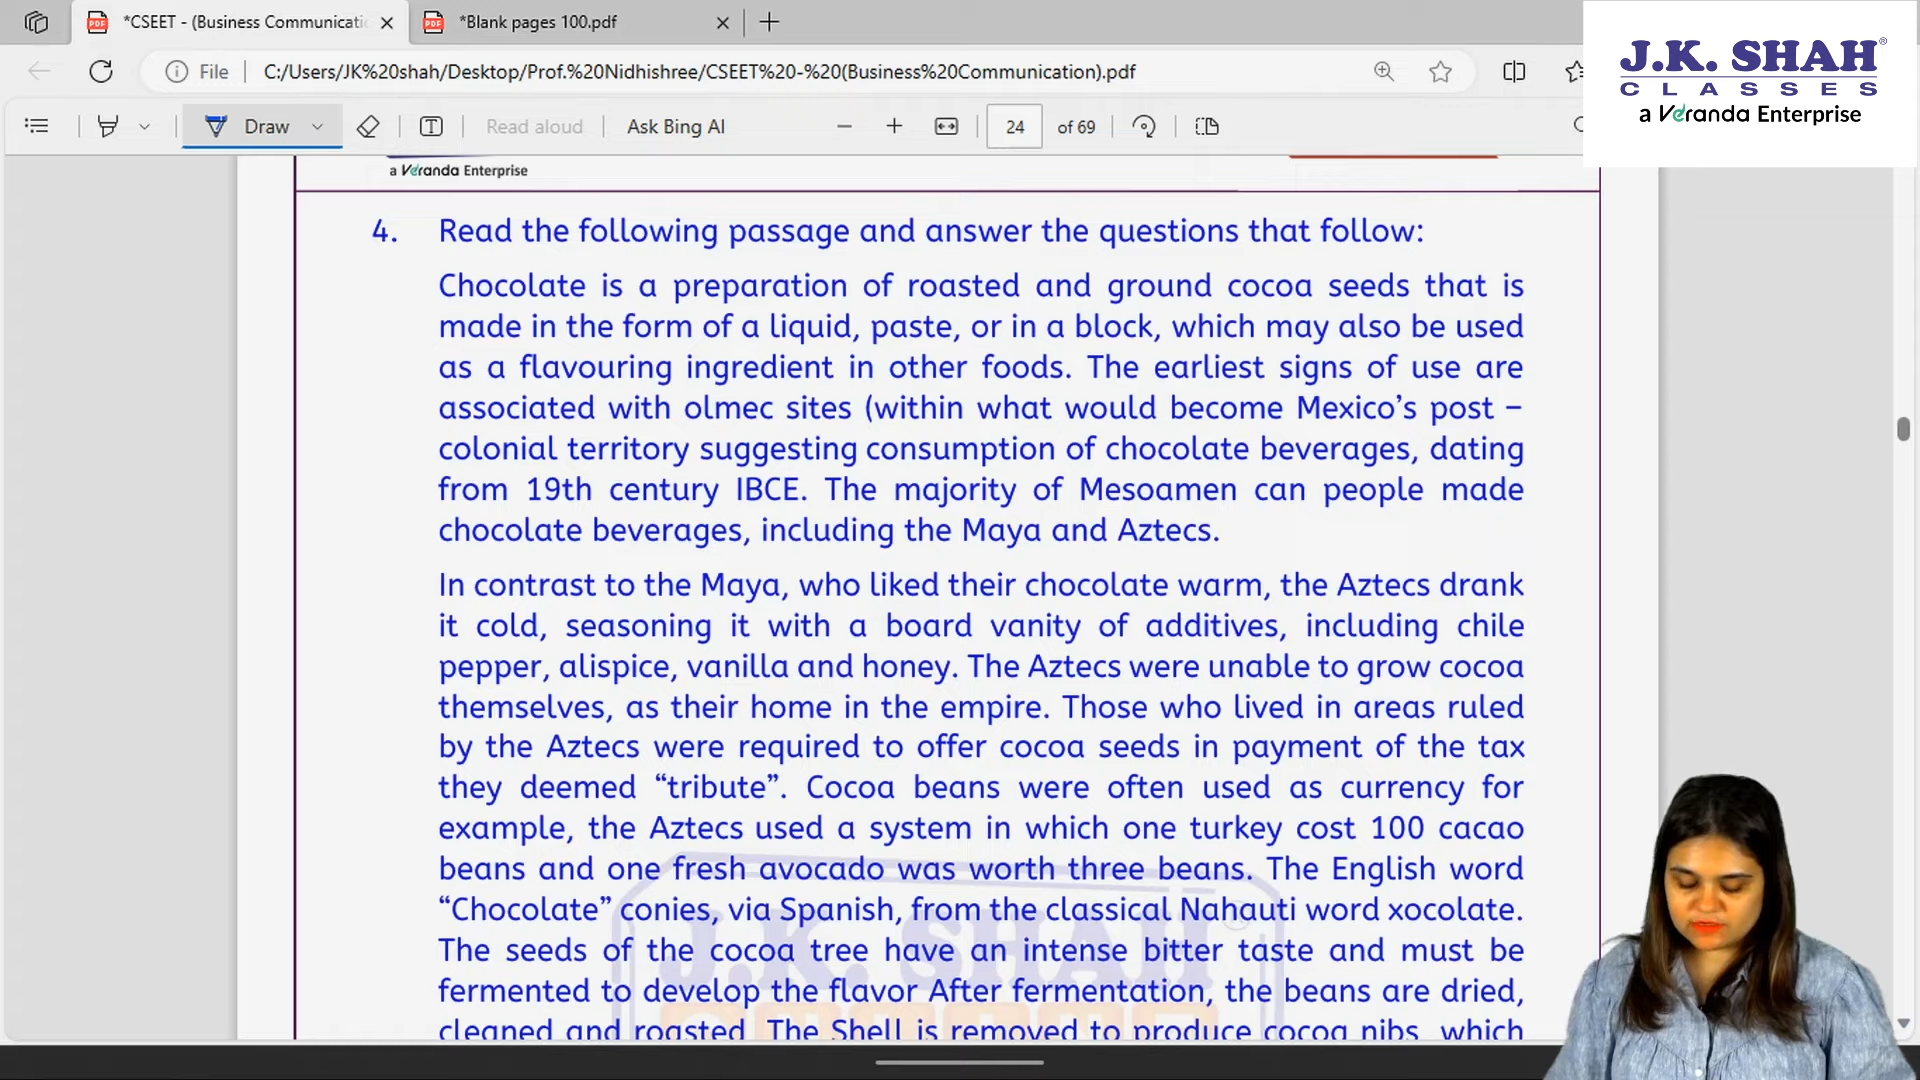 *CSEET - (Business Communicati
*Blank pages 100.pdf
File
C:/Users/JK%20shah/Desktop/Prof.%20Nidhishree/CSEET%20-%20(Business%20Communication).pdf
J.K. SHAH®
CLASSES
a Veranda Enterprise
Draw
Read aloud
Ask Bing AI
24
of 69
a Veranda Enterprise
4. Read the following passage and answer the questions that follow:
Chocolate is a preparation of roasted and ground cocoa seeds that is
made in the form of a liquid, paste, or in a block, which may also be used
as a flavouring ingredient in other foods. The earliest signs of use are
associated with olmec sites (within what would become Mexico's post –
colonial territory suggesting consumption of chocolate beverages, dating
from 19th century IBCE. The majority of Mesoamen can people made
chocolate beverages, including the Maya and Aztecs.
In contrast to the Maya, who liked their chocolate warm, the Aztecs drank
it cold, seasoning it with a board vanity of additives, including chile
pepper, alispice, vanilla and honey. The Aztecs were unable to grow cocoa
themselves, as their home in the empire. Those who lived in areas ruled
by the Aztecs were required to offer cocoa seeds in payment of the tax
they deemed “tribute”. Cocoa beans were often used as currency for
example, the Aztecs used a system in which one turkey cost 100 cacao
beans and one fresh avocado was worth three beans. The English word
“Chocolate” conies, via Spanish, from the classical Nahauti word xocolate.
The seeds of the cocoa tree have an intense bitter taste and must be
fermented to develop the flavor After fermentation, the beans are dried,
cleaned and roasted. The Shell is removed to produce cocoa nibs, which
J.K. SHAH